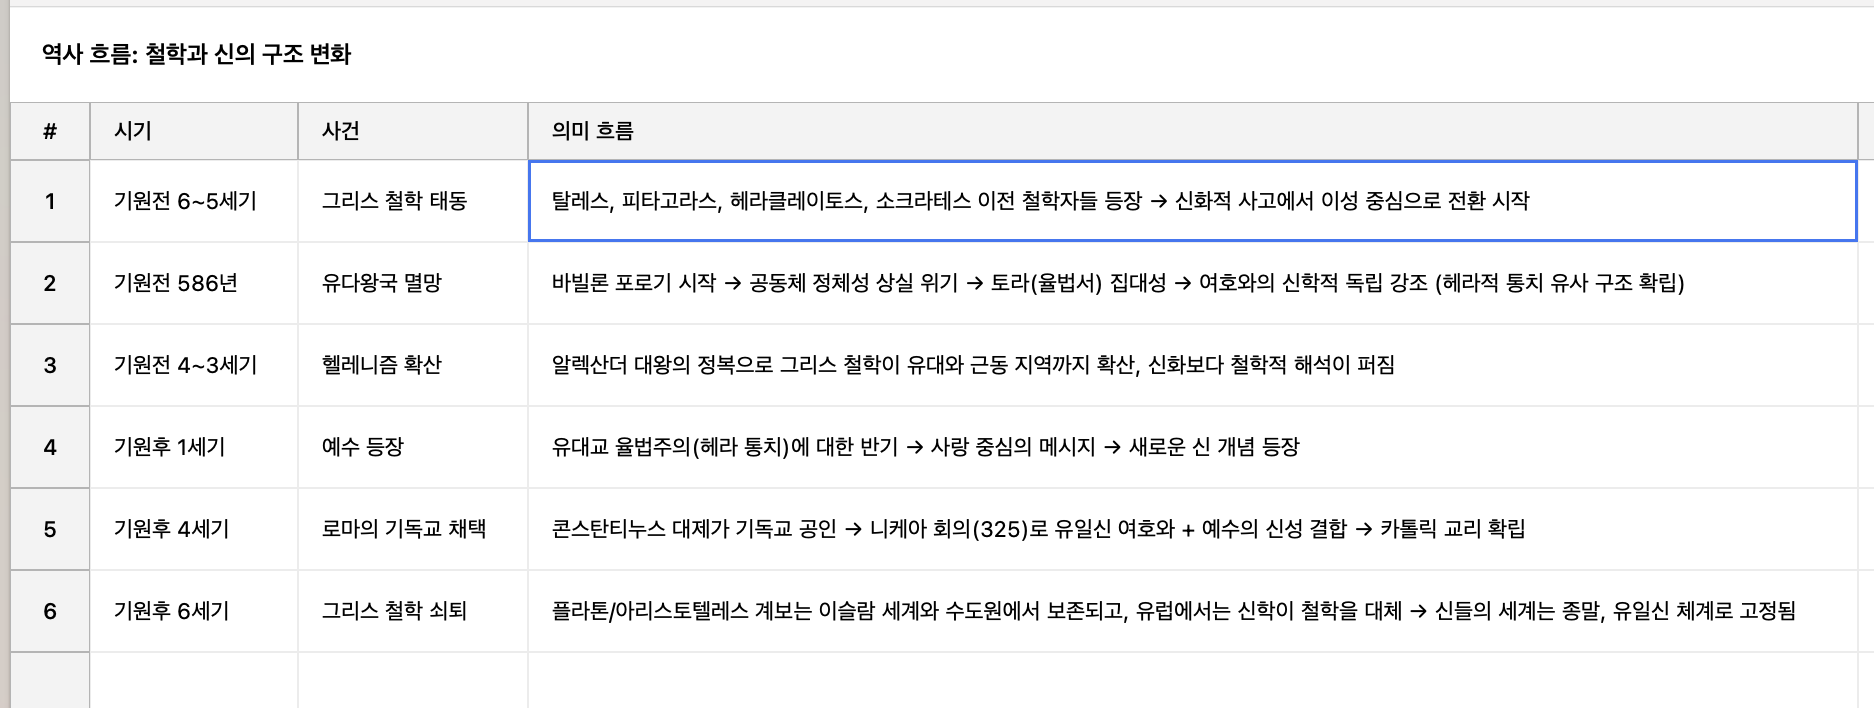 역사 흐름: 철학과 신의 구조 변화
# 시기 사건 의미 흐름
1 기원전 6~5세기 그리스 철학 태동 탈레스, 피타고라스, 헤라클레이토스, 소크라테스 이전 철학자들 등장 → 신화적 사고에서 이성 중심으로 전환 시작
2 기원전 586년 유다왕국 멸망 바빌론 포로기 시작 → 공동체 정체성 상실 위기 → 토라(율법서) 집대성 → 여호와의 신학적 독립 강조 (헤라적 통치 유사 구조 확립)
3 기원전 4~3세기 헬레니즘 확산 알렉산더 대왕의 정복으로 그리스 철학이 유대와 근동 지역까지 확산, 신화보다 철학적 해석이 퍼짐
4 기원후 1세기 예수 등장 유대교 율법주의(헤라 통치)에 대한 반기 → 사랑 중심의 메시지 → 새로운 신 개념 등장
5 기원후 4세기 로마의 기독교 채택 콘스탄티누스 대제가 기독교 공인 → 니케아 회의(325)로 유일신 여호와 + 예수의 신성 결합 → 카톨릭 교리 확립
6 기원후 6세기 그리스 철학 쇠퇴 플라톤/아리스토텔레스 계보는 이슬람 세계와 수도원에서 보존되고, 유럽에서는 신학이 철학을 대체 → 신들의 세계는 종말, 유일신 체계로 고정됨